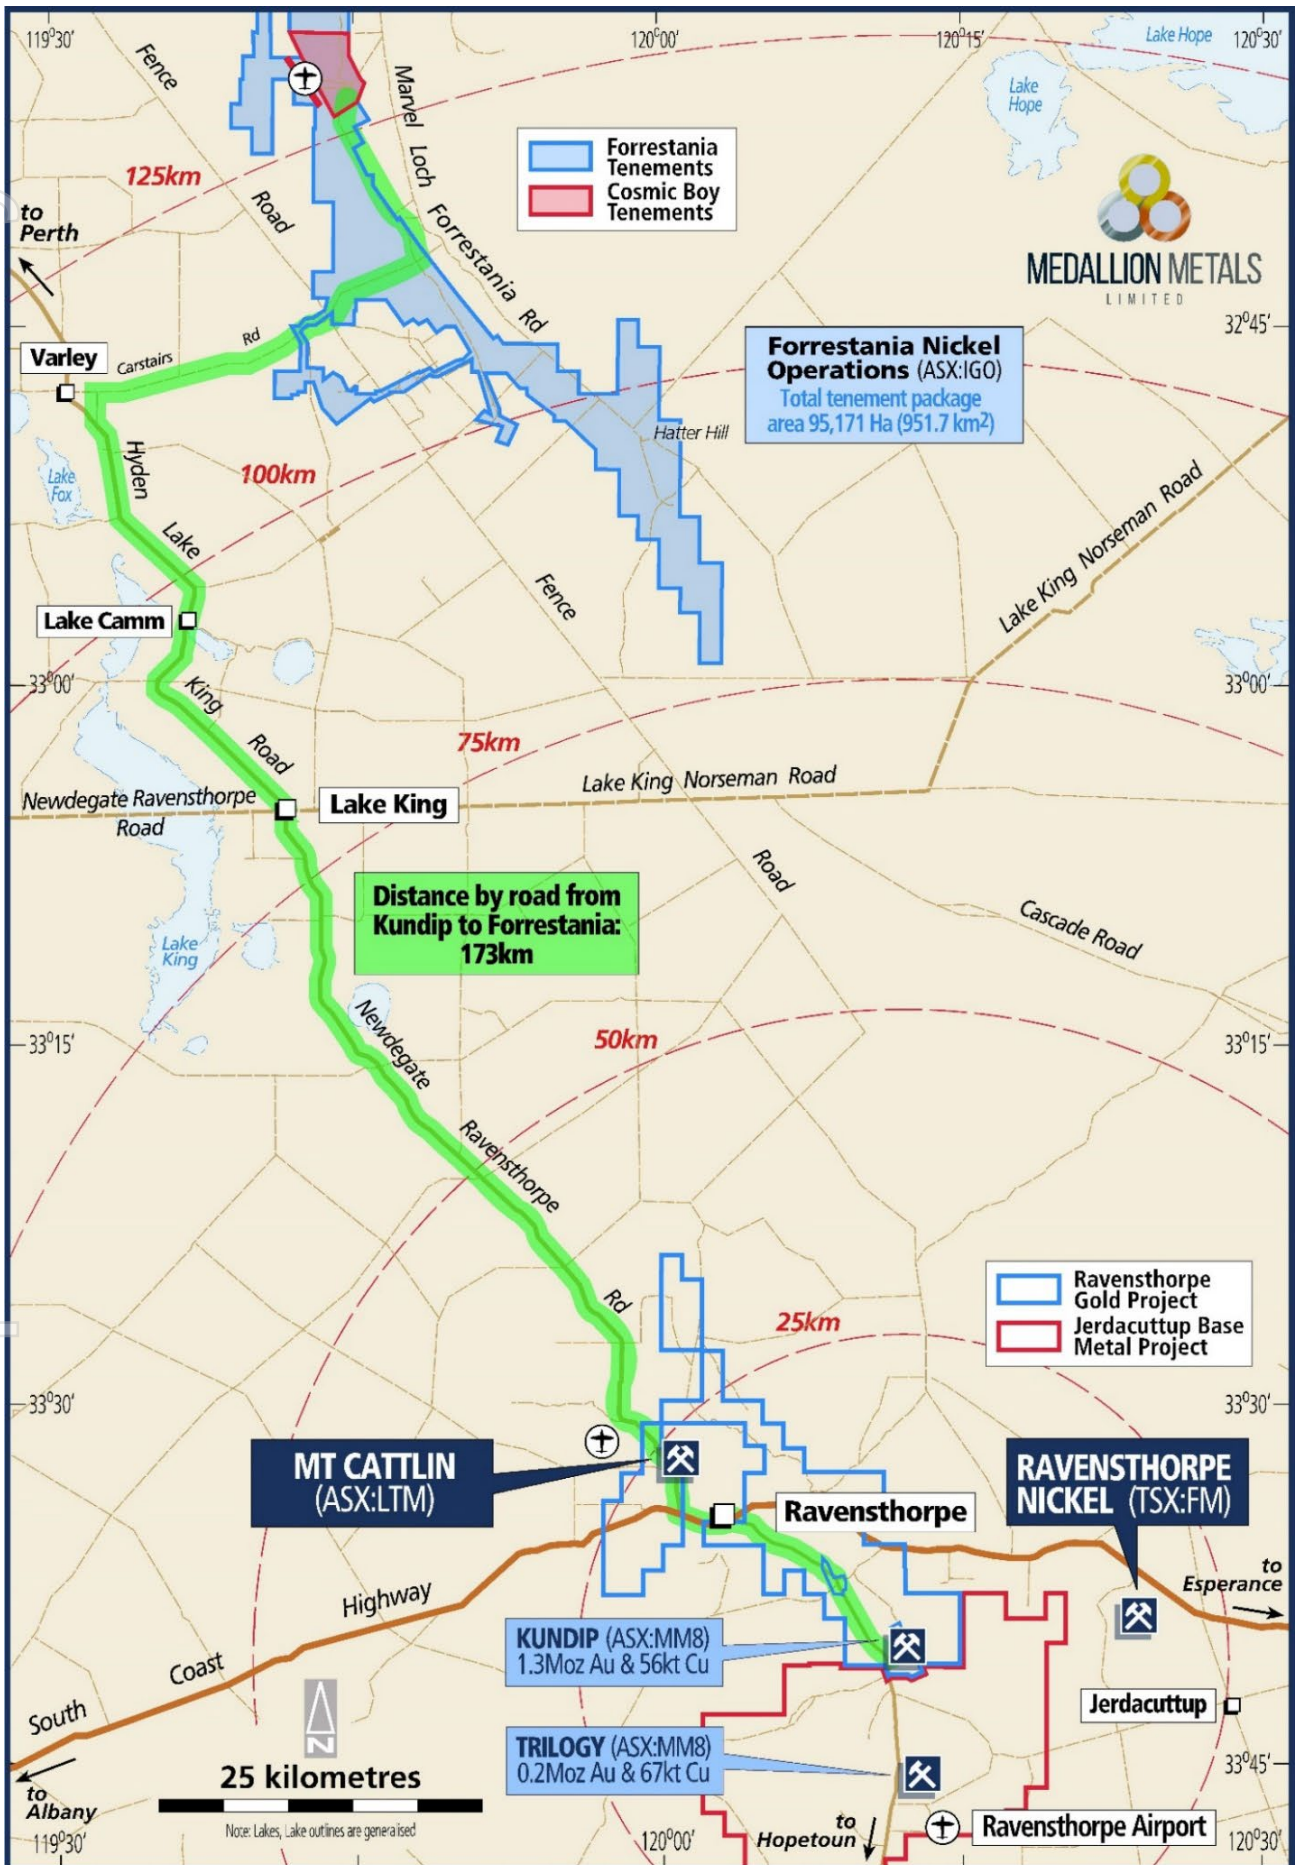 119°30′
120°00′
120°15′
120°30′
Lake Hope
Lake
Hope
Fence
Road
Marvel
Loch
Forrestania
Rd
Forrestania
Tenements
Cosmic Boy
Tenements
MEDALLION METALS
LIMITED
125km
to
Perth
32°45′
Varley
Carstairs
Rd
Forrestania Nickel
Operations (ASX:IGO)
Total tenement package
area 95,171 Ha (951.7 km²)
Hatter Hill
Hyden
Lake
Fox
100km
Lake
Lake King Norseman Road
Fence
Lake Camm
33°00′
33°00′
King
Road
75km
Lake King Norseman Road
Newdegate Ravensthorpe
Road
Lake King
Road
Distance by road from
Kundip to Forrestania:
173km
Cascade Road
Lake
King
Newdegate
50km
33°15′
33°15′
Ravensthorpe
Rd
25km
Ravensthorpe
Gold Project
Jerdacuttup Base
Metal Project
33°30′
33°30′
MT CATTLIN
(ASX:LTM)
RAVENSTHORPE
NICKEL (TSX:FM)
Ravensthorpe
to
Esperance
South
Coast
Highway
KUNDIP (ASX:MM8)
1.3Moz Au & 56kt Cu
Jerdacuttup
TRILOGY (ASX:MM8)
0.2Moz Au & 67kt Cu
33°45′
N
25 kilometres
Note: Lakes, Lake outlines are generalised
to
Albany
to
Hopetoun
Ravensthorpe Airport
119°30′
120°00′
120°30′